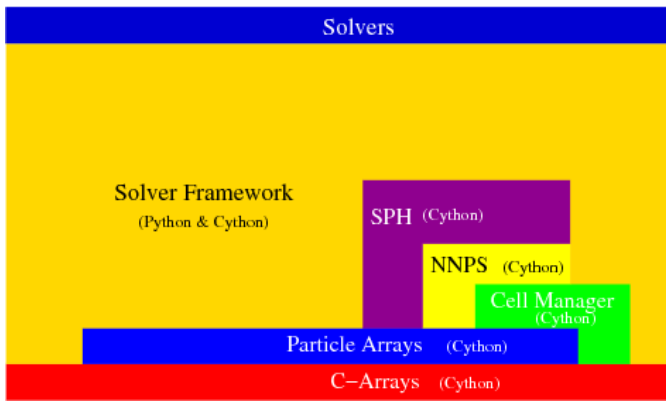 Solvers
Solver Framework
(Python & Cython)
SPH (Cython)
NNPS (Cython)
Cell Manager
(Cython)
Particle Arrays (Cython)
C-Arrays (Cython)